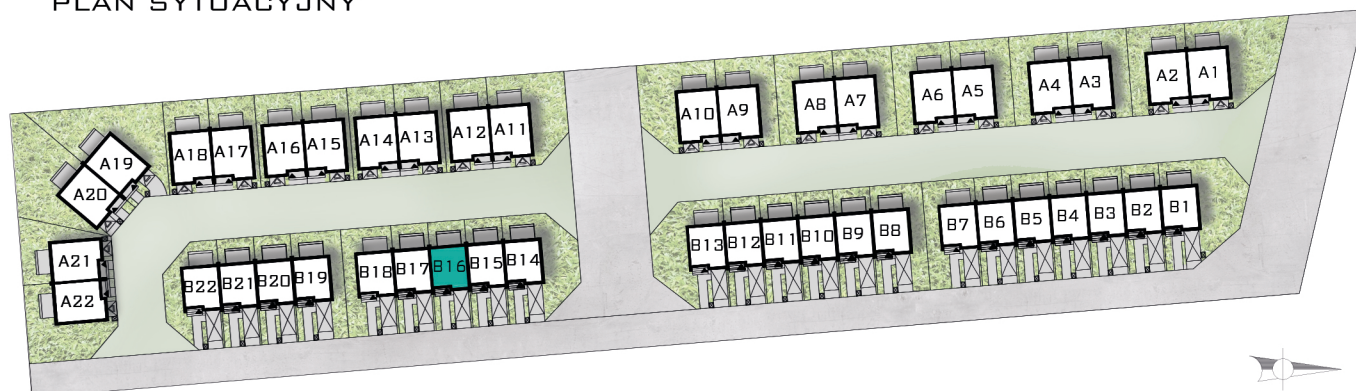 PLAN SYTUACYJNY
A18 A17 A16 A15 A14 A13 A12 A11 A10 A9 A8 A7 A6 A5 A4 A3 A2 A1
A19
A20
A21
A22
B22 B21 B20 B19 B18 B17 B16 B15 B14 B13 B12 B11 B10 B9 B8 B7 B6 B5 B4 B3 B2 B1